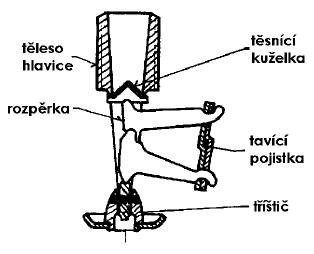 těleso
hlavice
těsnící
kuželka
rozpěrka
tavící
pojistka
tříštič